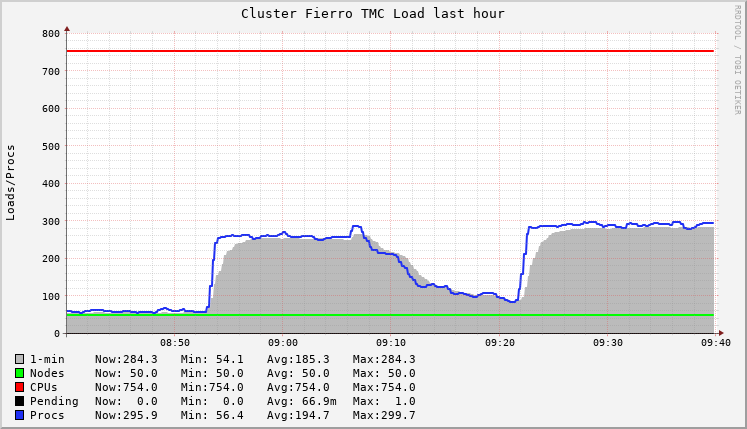 Cluster Fierro TMC Load last hour
RRDTOOL / TOBI OETIKER
Loads/Procs
800
700
600
500
400
300
200
100
0
08:50 09:00 09:10 09:20 09:30 09:40
1-min Now:284.3 Min: 54.1 Avg:185.3 Max:284.3
Nodes Now: 50.0 Min: 50.0 Avg: 50.0 Max: 50.0
CPUs Now:754.0 Min:754.0 Avg:754.0 Max:754.0
Pending Now: 0.0 Min: 0.0 Avg: 66.9m Max: 1.0
Procs Now:295.9 Min: 56.4 Avg:194.7 Max:299.7